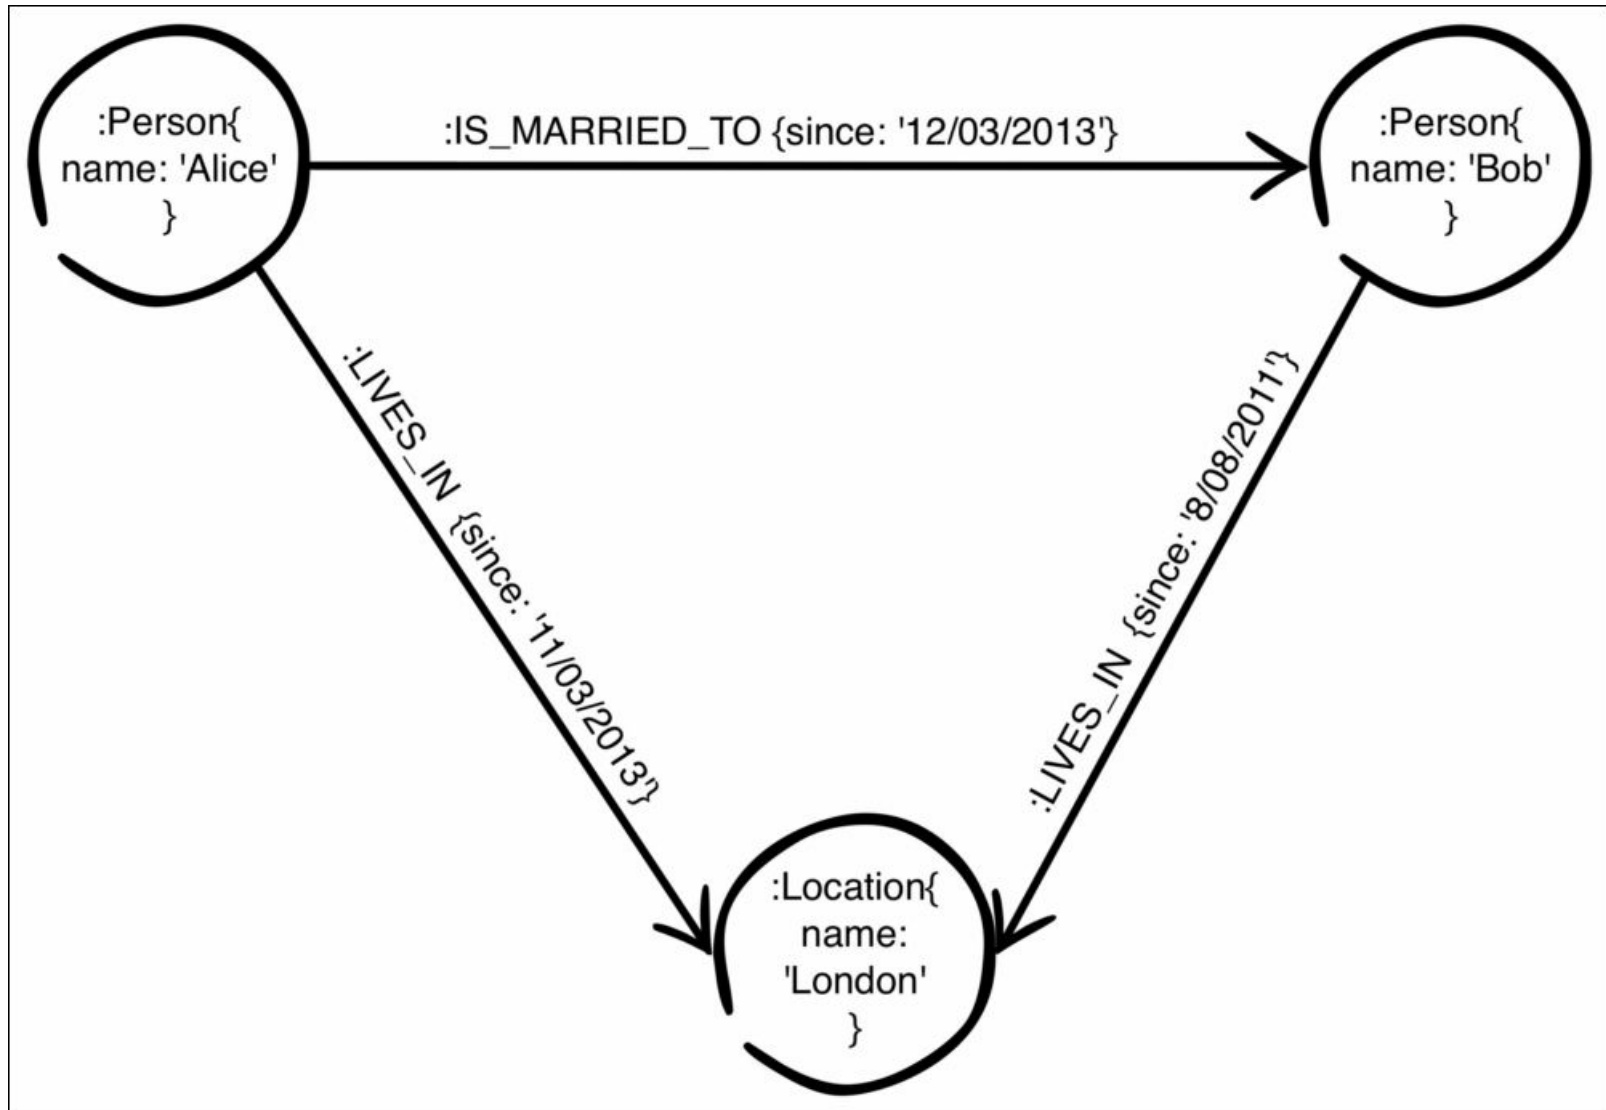 :Person{
name: 'Alice'
}
:IS_MARRIED_TO {since: '12/03/2013'}
:Person{
name: 'Bob'
}
:LIVES_IN {since: '11/03/2013'}
:LIVES_IN {since: '8/08/2011'}
:Location{
name:
'London'
}